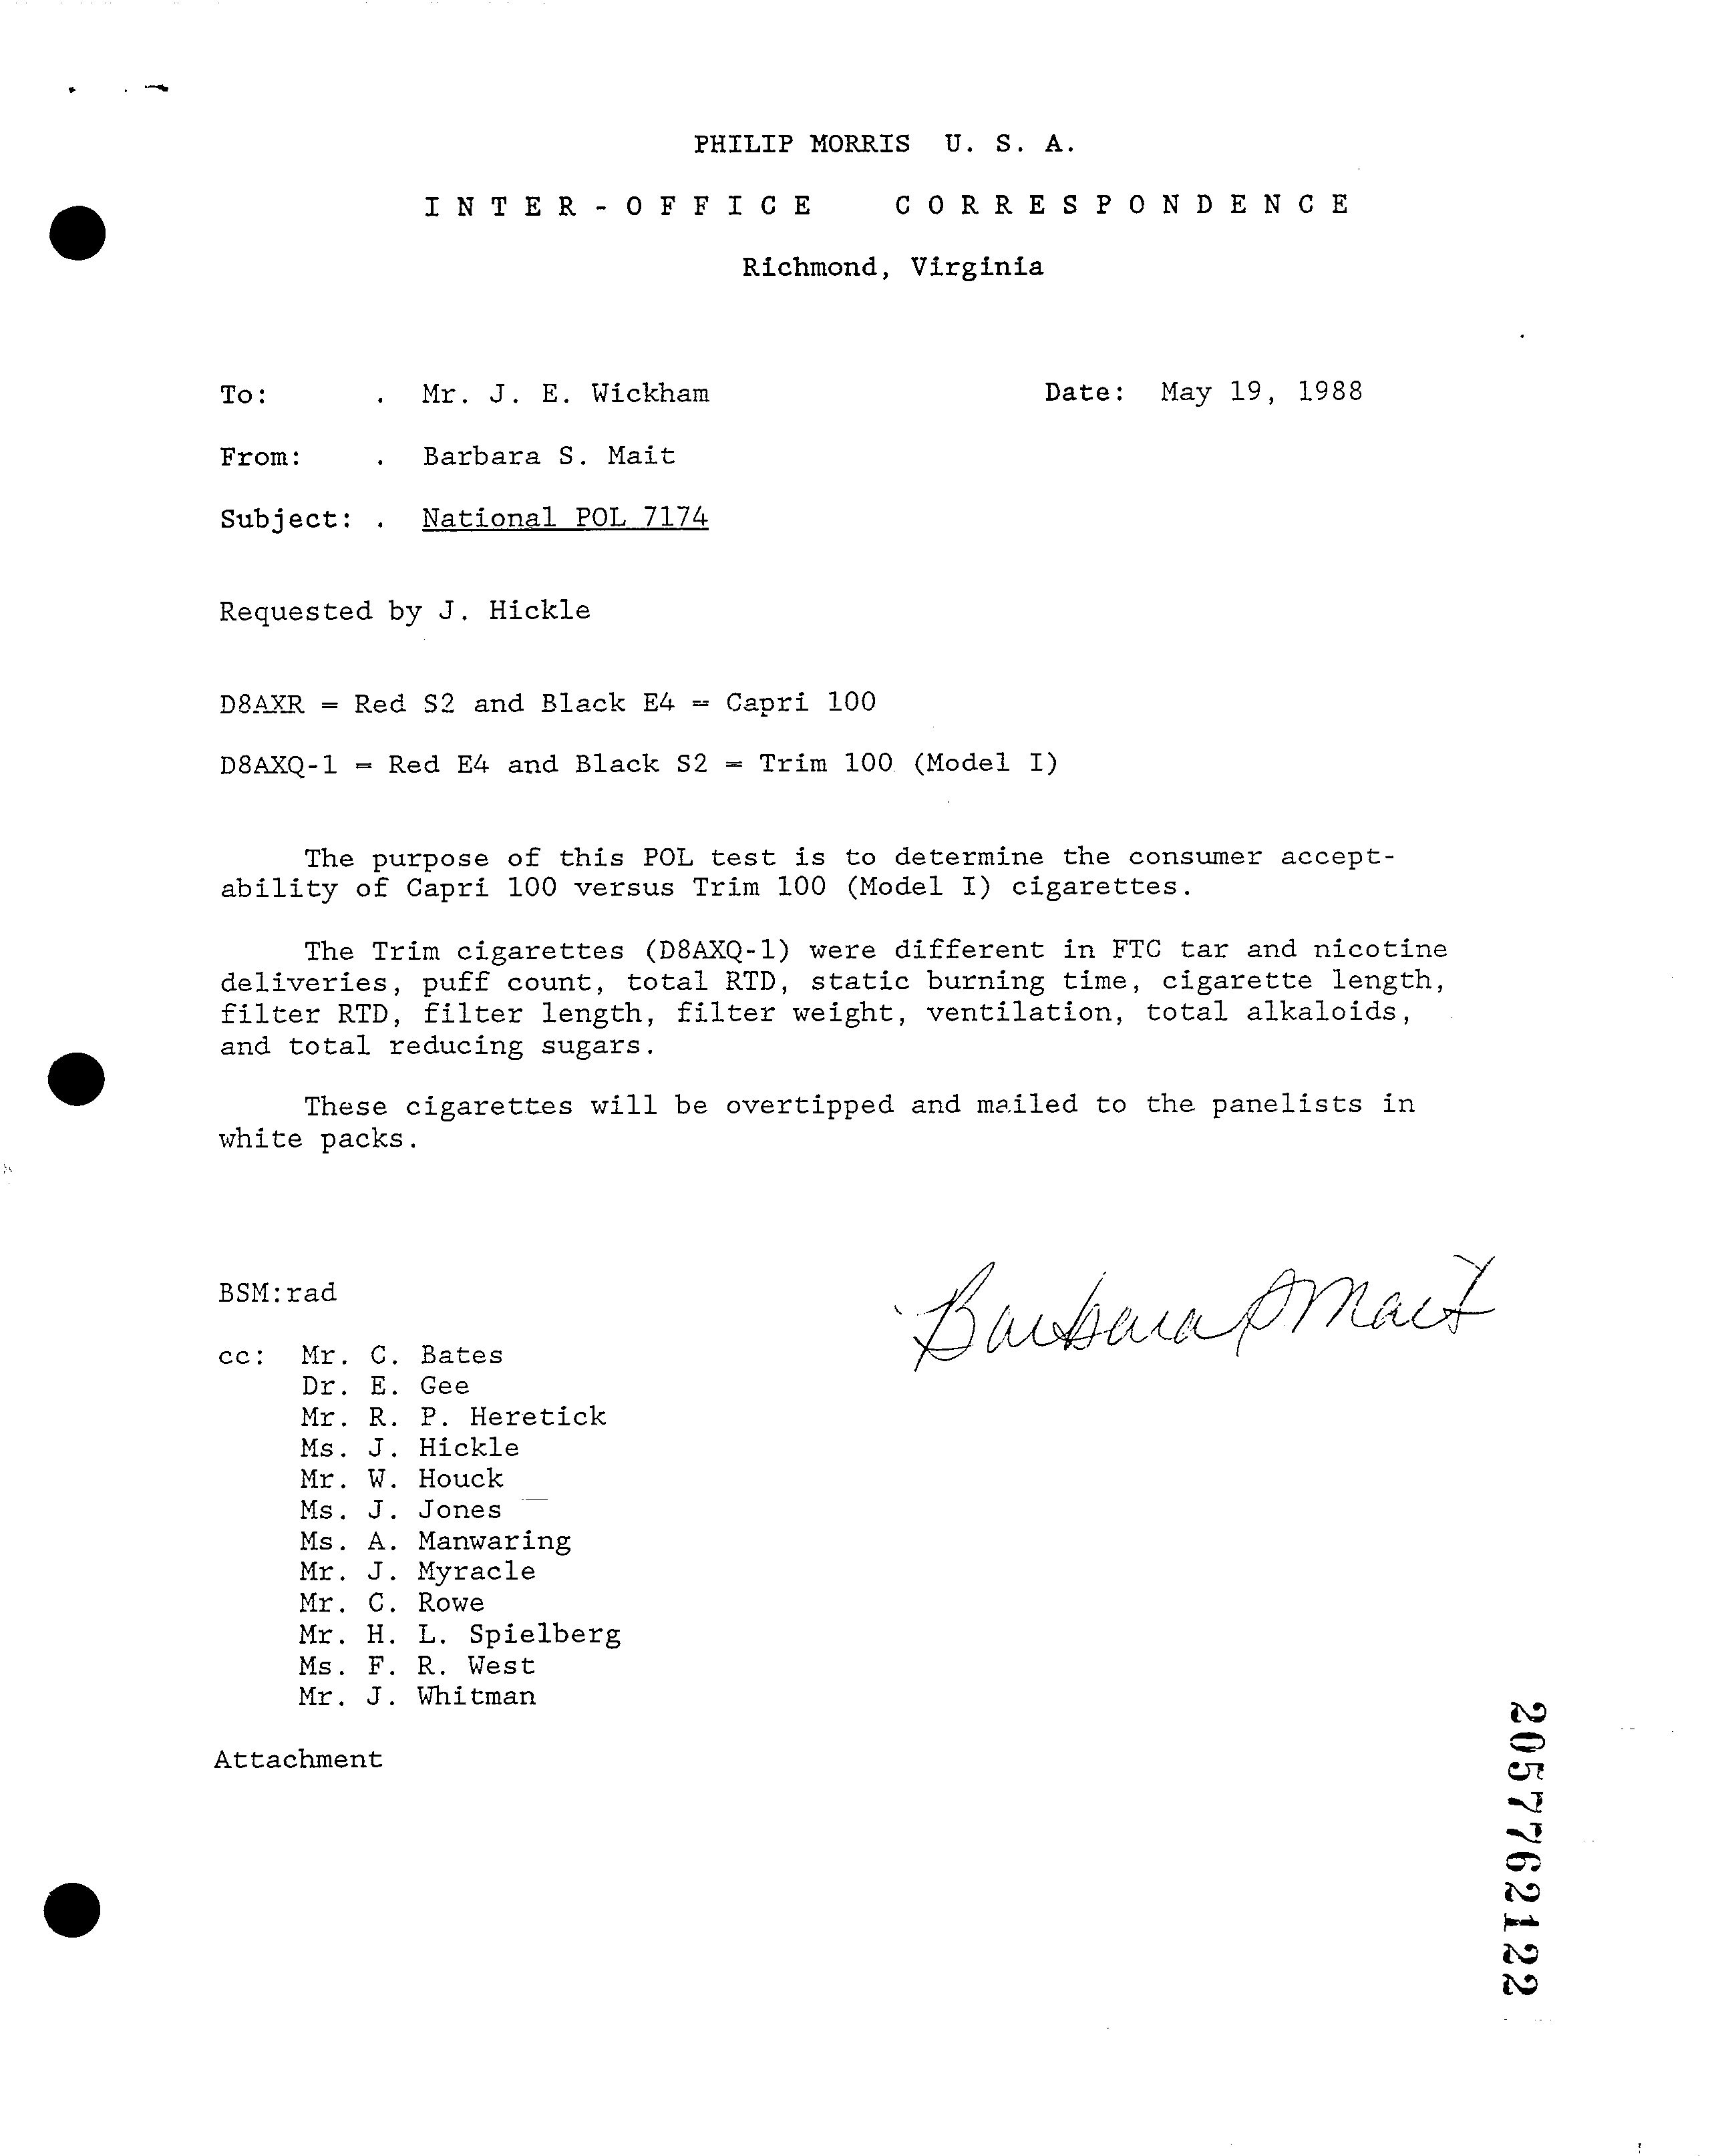 PHILIP MORRIS U. S. A.
INTER-OFFICE CORRESPONDENCE
Richmond, Virginia
To: . Mr. J. E. Wickham Date: May 19, 1988
From: . Barbara S. Mait
Subject: . National POL 7174
Requested by J. Hickle
D8AXR = Red S2 and Black E4 = Capri 100
D8AXQ-1 = Red E4 and Black S2 = Trim 100 (Model I)
The purpose of this POL test is to determine the consumer accept-
ability of Capri 100 versus Trim 100 (Model I) cigarettes.
The Trim cigarettes (D8AXQ-1) were different in FTC tar and nicotine
deliveries, puff count, total RTD, static burning time, cigarette length,
filter RTD, filter length, filter weight, ventilation, total alkaloids,
and total reducing sugars.
These cigarettes will be overtipped and mailed to the panelists in
white packs.
BSM:rad
Barbara S Mait
cc: Mr. C. Bates
Dr. E. Gee
Mr. R. P. Heretick
Ms. J. Hickle
Mr. W. Houck
Ms. J. Jones
Ms. A. Manwaring
Mr. J. Myracle
Mr. C. Rowe
Mr. H. L. Spielberg
Ms. F. R. West
Mr. J. Whitman
Attachment
2057762122